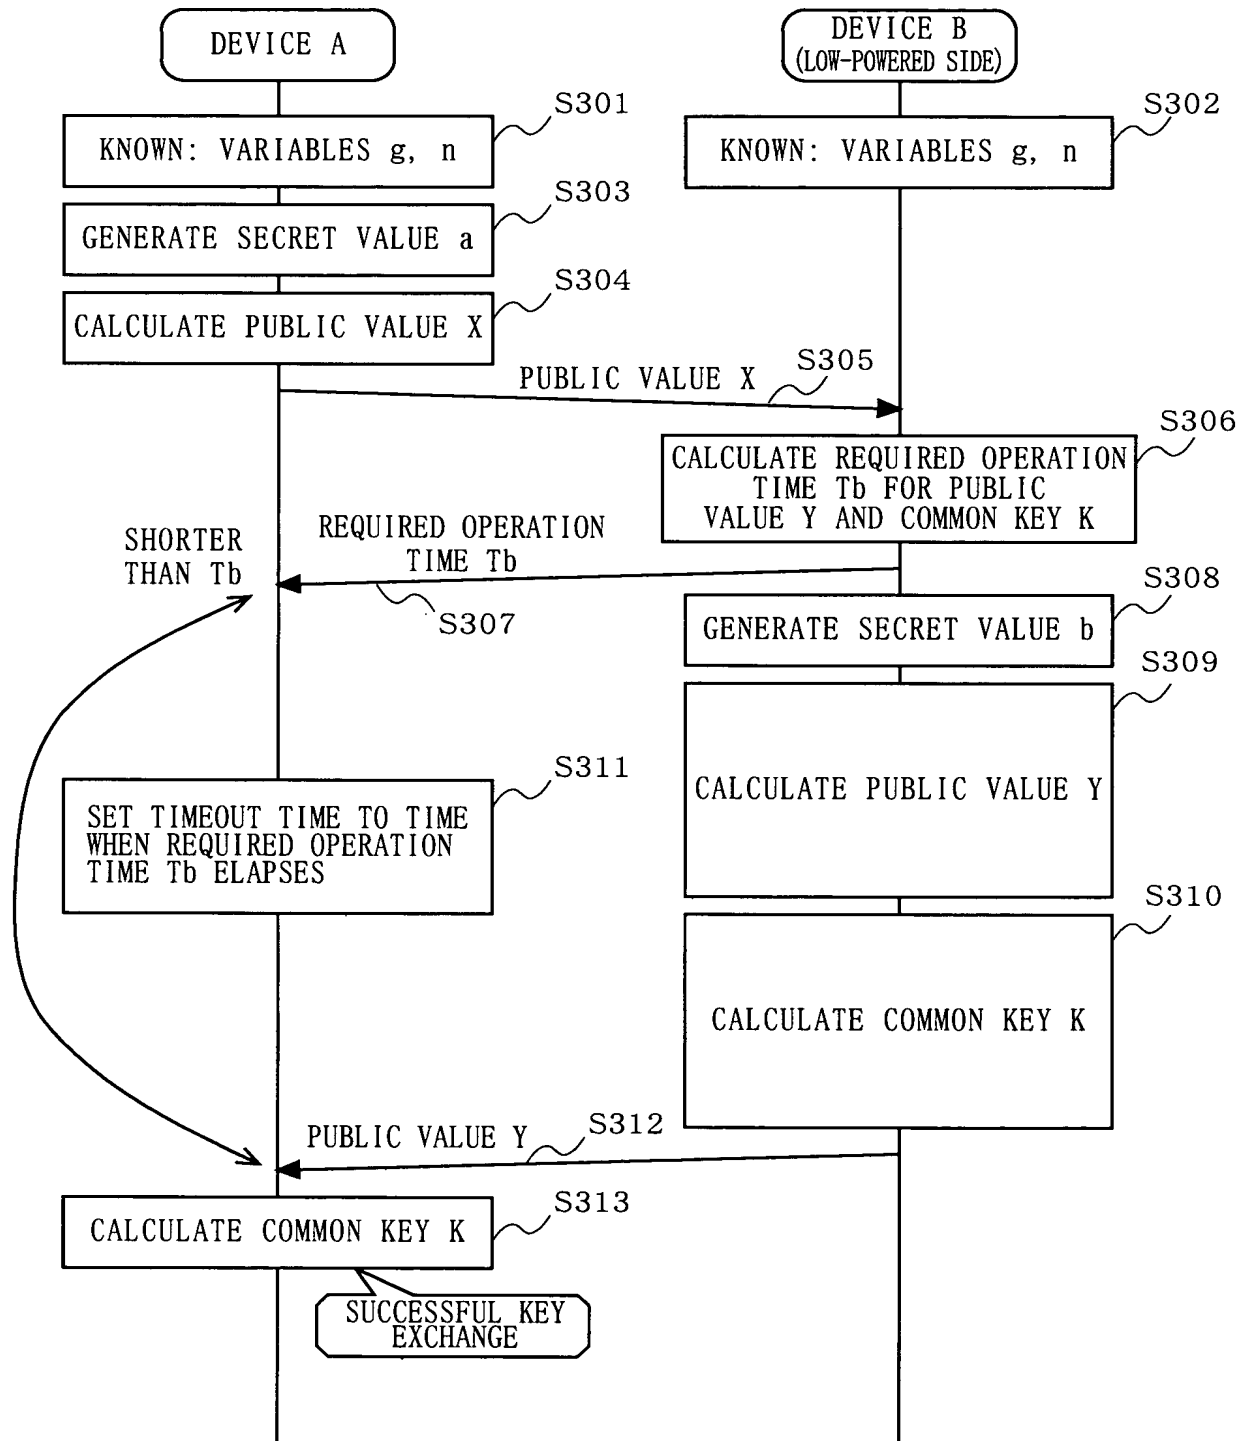 DEVICE A
DEVICE B
(LOW-POWERED SIDE)
S301
KNOWN: VARIABLES g, n
S302
KNOWN: VARIABLES g, n
S303
GENERATE SECRET VALUE a
S304
CALCULATE PUBLIC VALUE X
S305
PUBLIC VALUE X
S306
CALCULATE REQUIRED OPERATION
TIME Tb FOR PUBLIC
VALUE Y AND COMMON KEY K
SHORTER
THAN Tb
REQUIRED OPERATION
TIME Tb
S307
S308
GENERATE SECRET VALUE b
S309
CALCULATE PUBLIC VALUE Y
S311
SET TIMEOUT TIME TO TIME
WHEN REQUIRED OPERATION
TIME Tb ELAPSES
S310
CALCULATE COMMON KEY K
S312
PUBLIC VALUE Y
S313
CALCULATE COMMON KEY K
SUCCESSFUL KEY
EXCHANGE